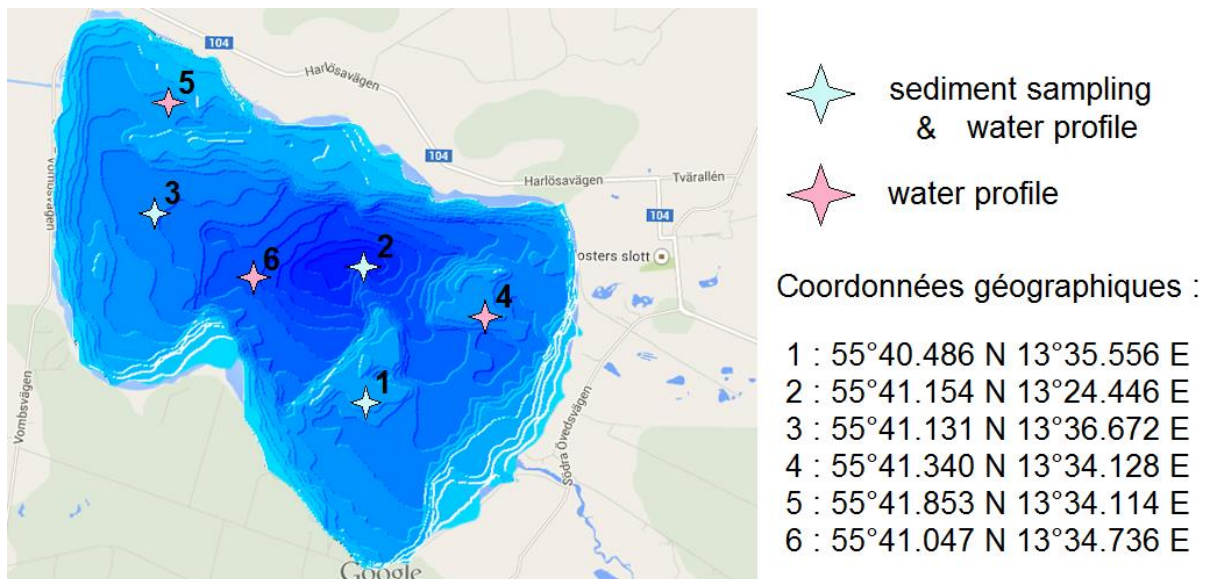 104
Harlösavägen
5
104
Harlösavägen
Tvärallén
3
104
Vombsvägen
2
osters slott
6
4
1
Vombsvägen
Södra Övedsvägen
Google
sediment sampling
& water profile
water profile
Coordonnées géographiques :
1 : 55°40.486 N 13°35.556 E
2 : 55°41.154 N 13°24.446 E
3 : 55°41.131 N 13°36.672 E
4 : 55°41.340 N 13°34.128 E
5 : 55°41.853 N 13°34.114 E
6 : 55°41.047 N 13°34.736 E